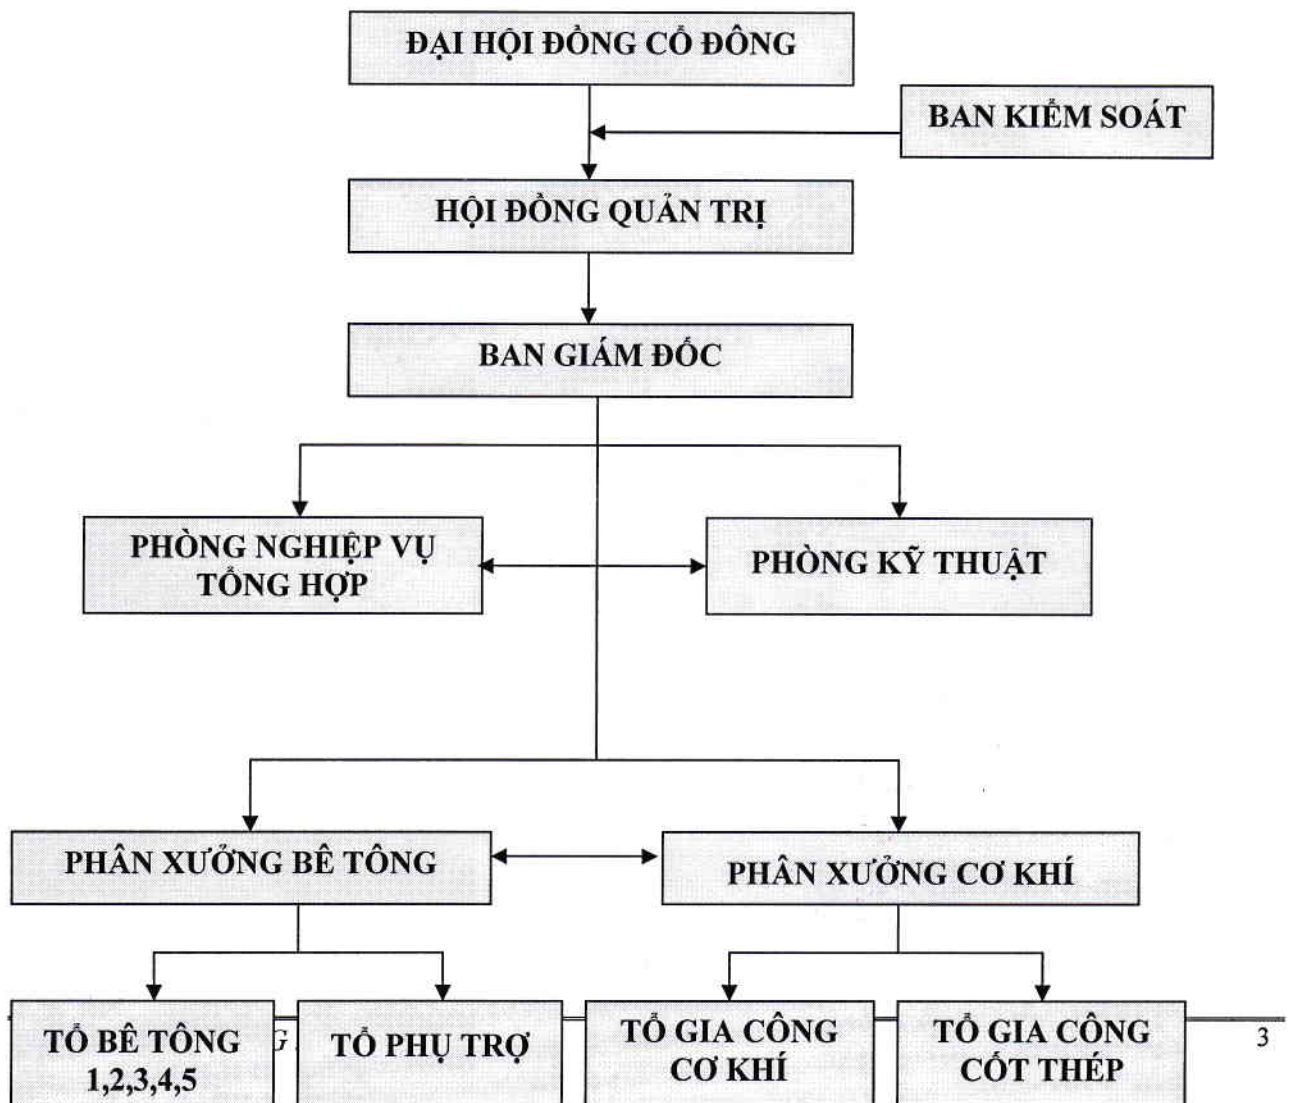 ĐẠI HỘI ĐỒNG CỔ ĐÔNG
BAN KIỂM SOÁT
HỘI ĐỒNG QUẢN TRỊ
BAN GIÁM ĐỐC
PHÒNG NGHIỆP VỤ
TỔNG HỢP
PHÒNG KỸ THUẬT
PHÂN XƯỞNG BÊ TÔNG
PHÂN XƯỞNG CƠ KHÍ
TỔ BÊ TÔNG
1,2,3,4,5
G
TỔ PHỤ TRỢ
TỔ GIA CÔNG
CƠ KHÍ
TỔ GIA CÔNG
CỐT THÉP
3